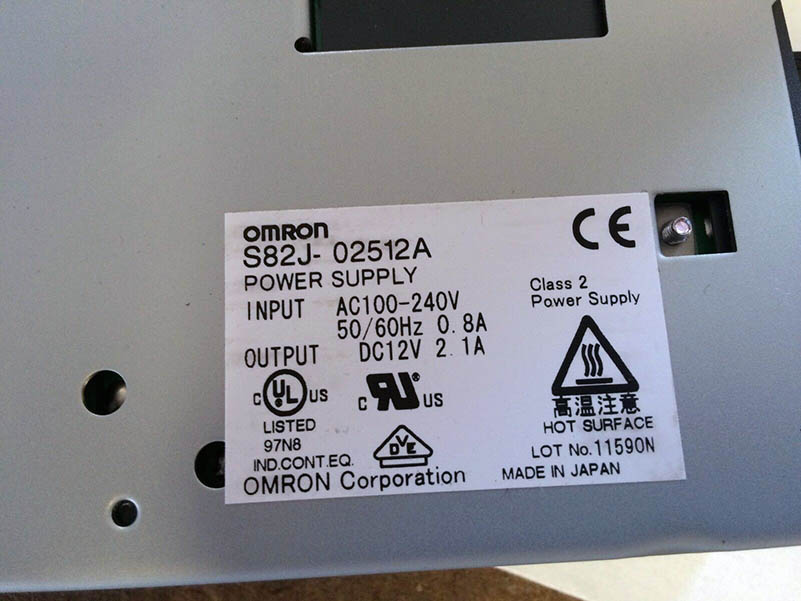 OMRON
S82J- 02512A
POWER SUPPLY
INPUT AC100-240V
50/60Hz 0.8A
OUTPUT DC12V 2.1A
CE
Class 2
Power Supply
C UL US
LISTED
97N8
IND.CONT.EQ.
C RU ® US
DVE
高温注意
HOT SURFACE
LOT No. 11590N
OMRON Corporation
MADE IN JAPAN